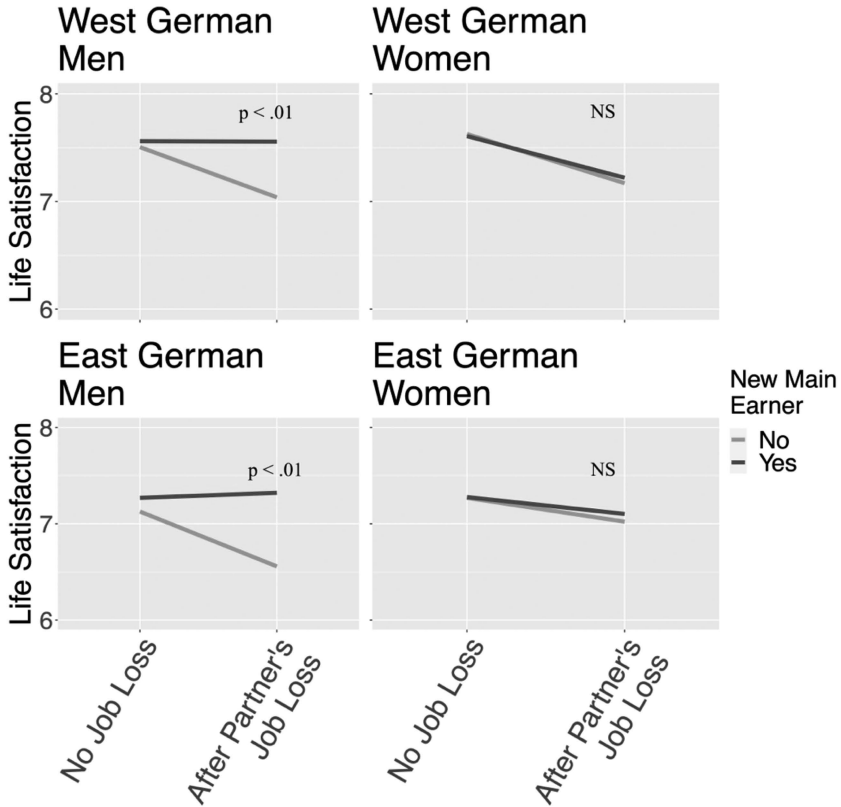 West German
Men
West German
Women
8
7
6
Life Satisfaction
p < .01
NS
East German
Men
East German
Women
8
7
6
Life Satisfaction
p < .01
NS
New Main
Earner
No
Yes
No Job Loss
After Partner's
Job Loss
No Job Loss
After Partner's
Job Loss